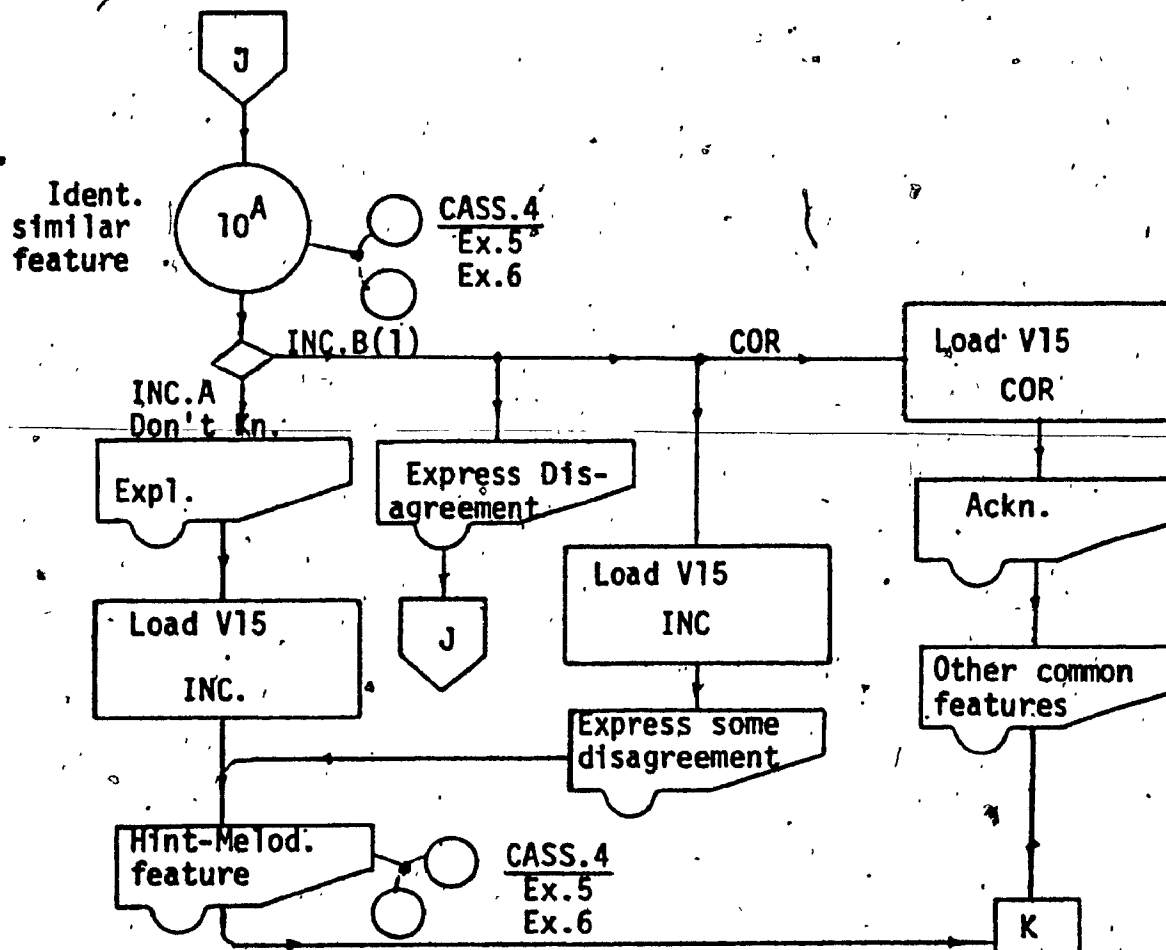 J
Ident.
similar
feature
10A
CASS.4
Ex.5
Ex.6
INC.B(1)
COR
Load V15
COR
INC.A
Don't Kn.
Expl.
Express Dis-
agreement
Ackn.
Load V15
INC
Load V15
INC.
J
Other common
features
Express some
disagreement
Hint-Melod.
feature
CASS.4
Ex.5
Ex.6
K